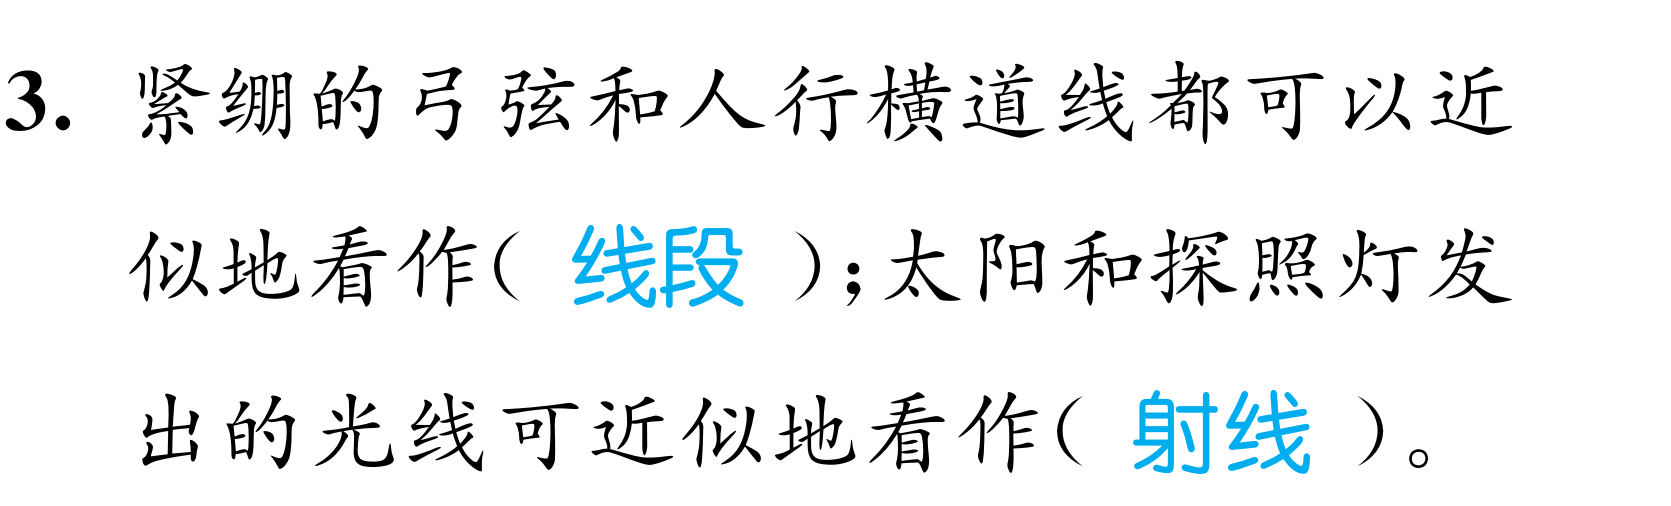 3. 紧绷的弓弦和人行横道线都可以近
似地看作( 线段 );太阳和探照灯发
出的光线可近似地看作( 射线 )。